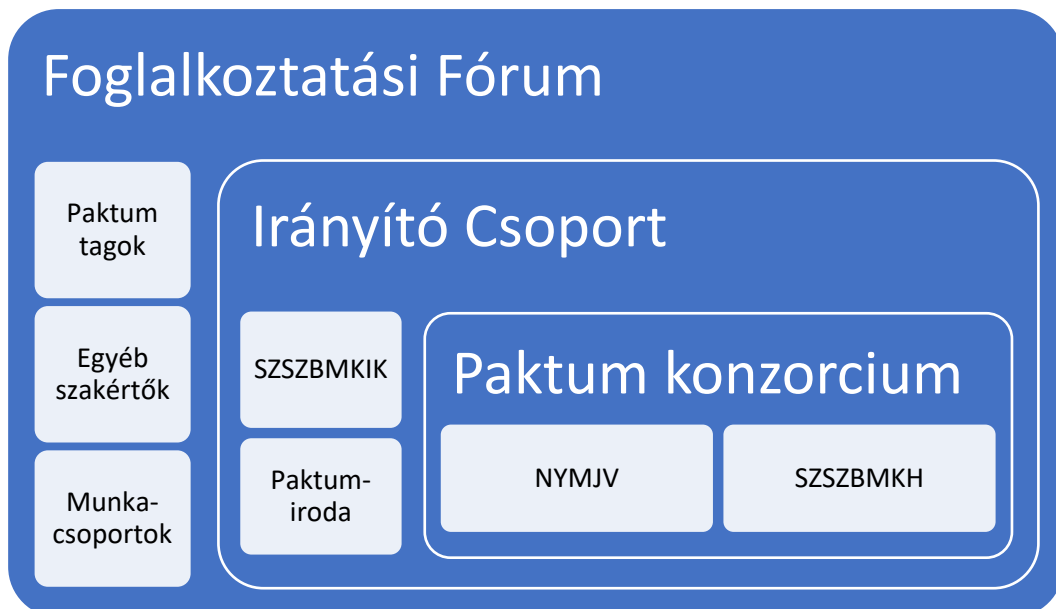 Foglalkoztatási Fórum
Paktum
tagok
Egyéb
szakértők
Munka-
csoportok
Irányító Csoport
SZSZBMKIK
Paktum-
iroda
Paktum konzorcium
NYMJV
SZSZBMKH